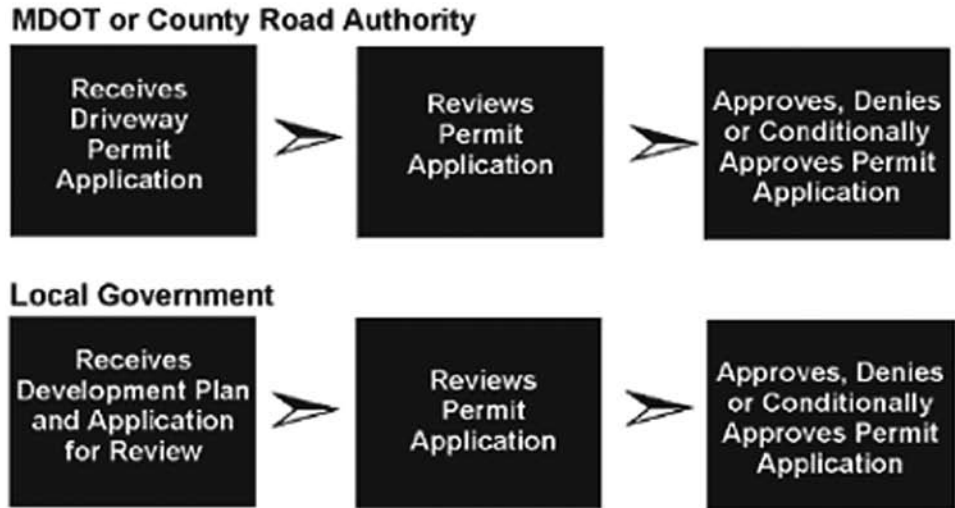 MDOT or County Road Authority
Receives
Driveway
Permit
Application
Reviews
Permit
Application
Approves, Denies
or Conditionally
Approves Permit
Application
Local Government
Receives
Development Plan
and Application
for Review
Reviews
Permit
Application
Approves, Denies
or Conditionally
Approves Permit
Application